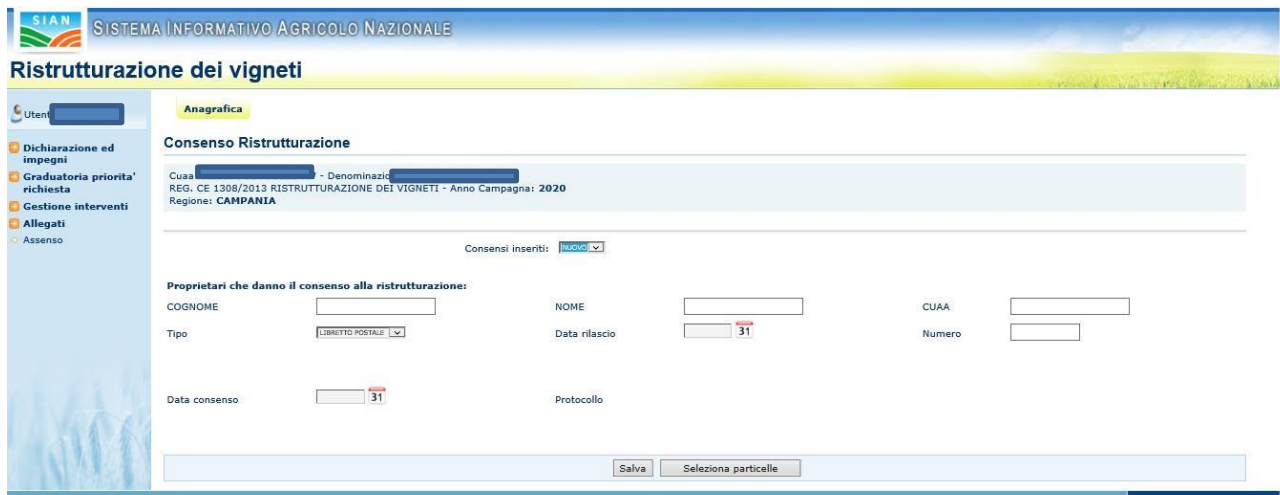 SIAN
SISTEMA INFORMATIVO AGRICOLO NAZIONALE
Ristrutturazione dei vigneti
Utent
Anagrafica
Dichiarazione ed
impegni
Graduatoria priorita'
richiesta
Gestione interventi
Allegati
Assenso
Consenso Ristrutturazione
Cuaa - Denominazio
REG. CE 1308/2013 RISTRUTTURAZIONE DEI VIGNETI - Anno Campagna: 2020
Regione: CAMPANIA
Consensi inseriti: NUOVO
Proprietari che danno il consenso alla ristrutturazione:
COGNOME NOME CUAA
Tipo LIBRETTO POSTALE Data rilascio 31 Numero
Data consenso 31 Protocollo
Salva Seleziona particelle